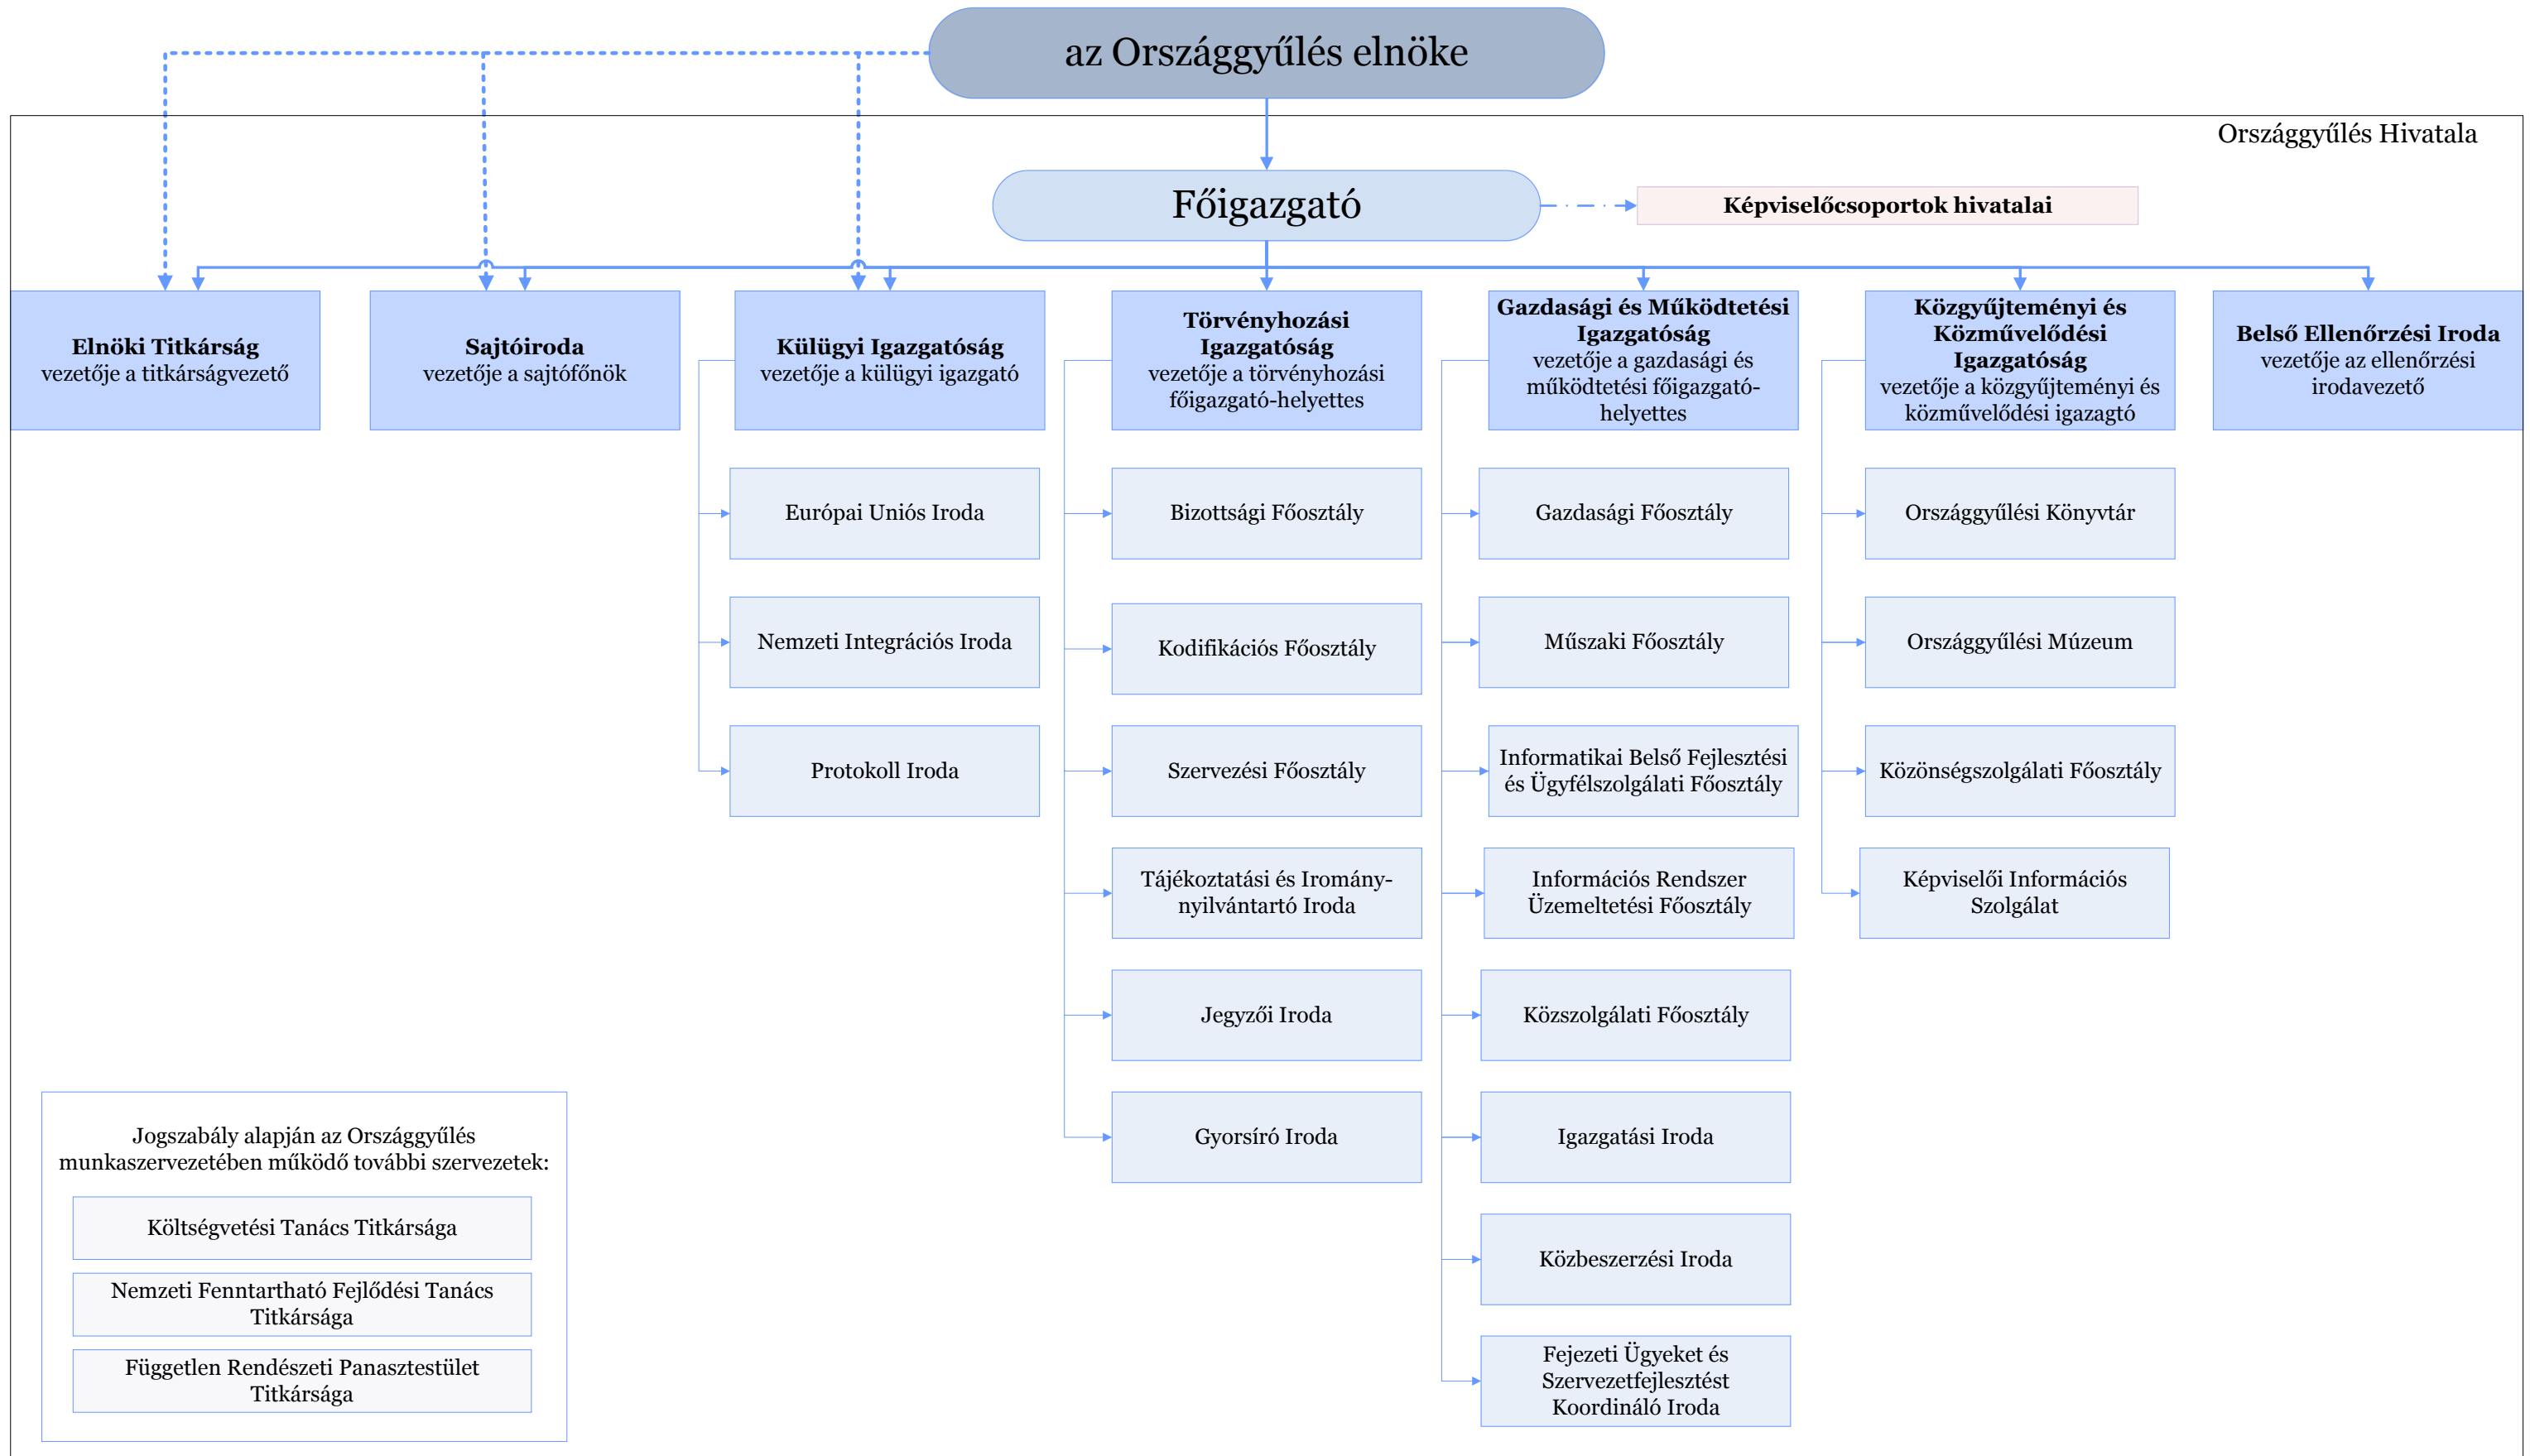 az Országgyűlés elnöke
Országgyűlés Hivatala
Főigazgató
Képviselőcsoportok hivatalai
Elnöki Titkárság
vezetője a titkárságvezető
Sajtóiroda
vezetője a sajtófőnök
Külügyi Igazgatóság
vezetője a külügyi igazgató
Törvényhozási
Igazgatóság
vezetője a törvényhozási
főigazgató-helyettes
Gazdasági és Működtetési
Igazgatóság
vezetője a gazdasági és
működtetési főigazgató-
helyettes
Közgyűjteményi és
Közművelődési
Igazgatóság
vezetője a közgyűjteményi és
közművelődési igazagtó
Belső Ellenőrzési Iroda
vezetője az ellenőrzési
irodavezető
Európai Uniós Iroda
Nemzeti Integrációs Iroda
Protokoll Iroda
Bizottsági Főosztály
Kodifikációs Főosztály
Szervezési Főosztály
Tájékoztatási és Iromány-
nyilvántartó Iroda
Jegyzői Iroda
Gyorsíró Iroda
Gazdasági Főosztály
Műszaki Főosztály
Informatikai Belső Fejlesztési
és Ügyfélszolgálati Főosztály
Információs Rendszer
Üzemeltetési Főosztály
Közszolgálati Főosztály
Igazgatási Iroda
Közbeszerzési Iroda
Fejezeti Ügyeket és
Szervezetfejlesztést
Koordináló Iroda
Országgyűlési Könyvtár
Országgyűlési Múzeum
Közönségszolgálati Főosztály
Képviselői Információs
Szolgálat
Jogszabály alapján az Országgyűlés
munkaszervezetében működő további szervezetek:
Költségvetési Tanács Titkársága
Nemzeti Fenntartható Fejlődési Tanács
Titkársága
Független Rendészeti Panasztestület
Titkársága